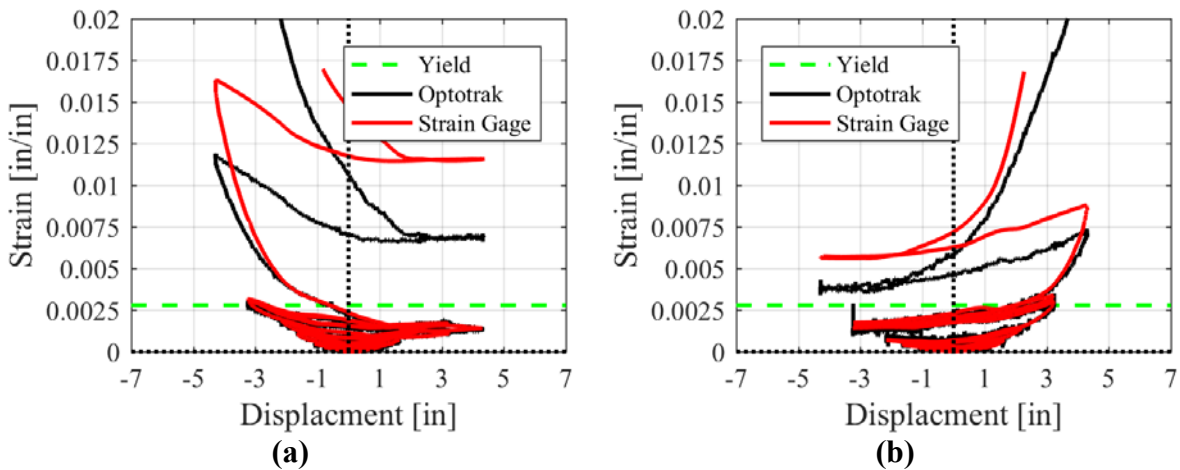 0.02
0.0175
0.015
0.0125
0.01
0.0075
0.005
0.0025
0
Strain [in/in]
Yield
Optotrak
Strain Gage
-7 -5 -3 -1 1 3 5 7
Displacment [in]
(a)
0.02
0.0175
0.015
0.0125
0.01
0.0075
0.005
0.0025
0
Strain [in/in]
Yield
Optotrak
Strain Gage
-7 -5 -3 -1 1 3 5 7
Displacment [in]
(b)